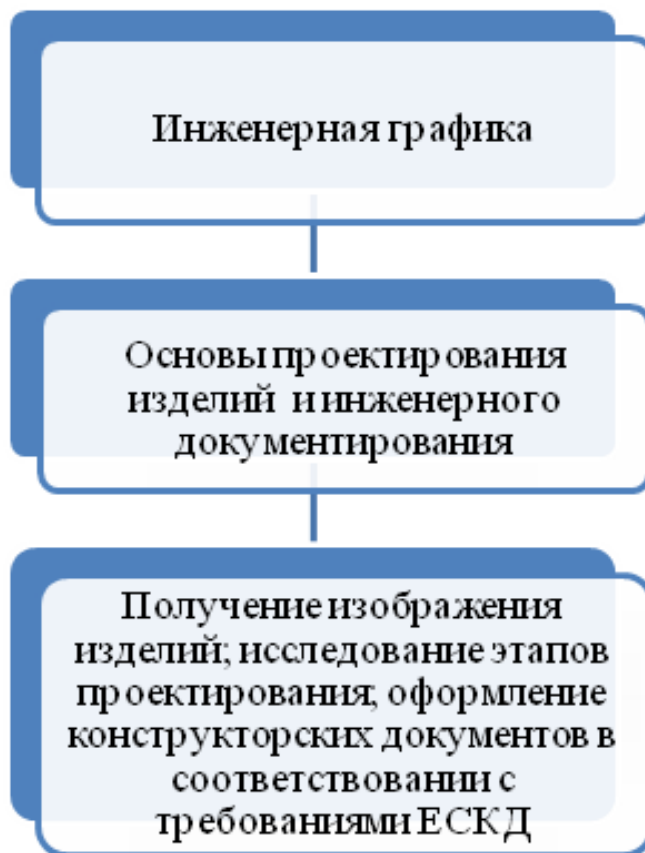 Инженерная графика
Основы проектирования
изделий и инженерного
документирования
Получение изображения
изделий; исследование этапов
проектирования; оформление
конструкторских документов в
соответствовании с
требованиями ЕСКД